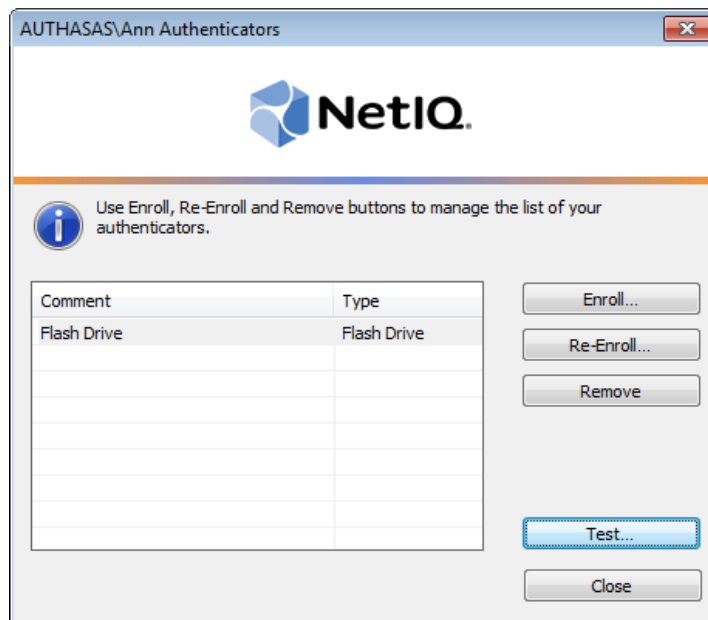 AUTHASAS\Ann Authenticators
NetIQ.
Use Enroll, Re-Enroll and Remove buttons to manage the list of your
authenticators.
Comment Type
Flash Drive Flash Drive
Enroll...
Re-Enroll...
Remove
Test...
Close